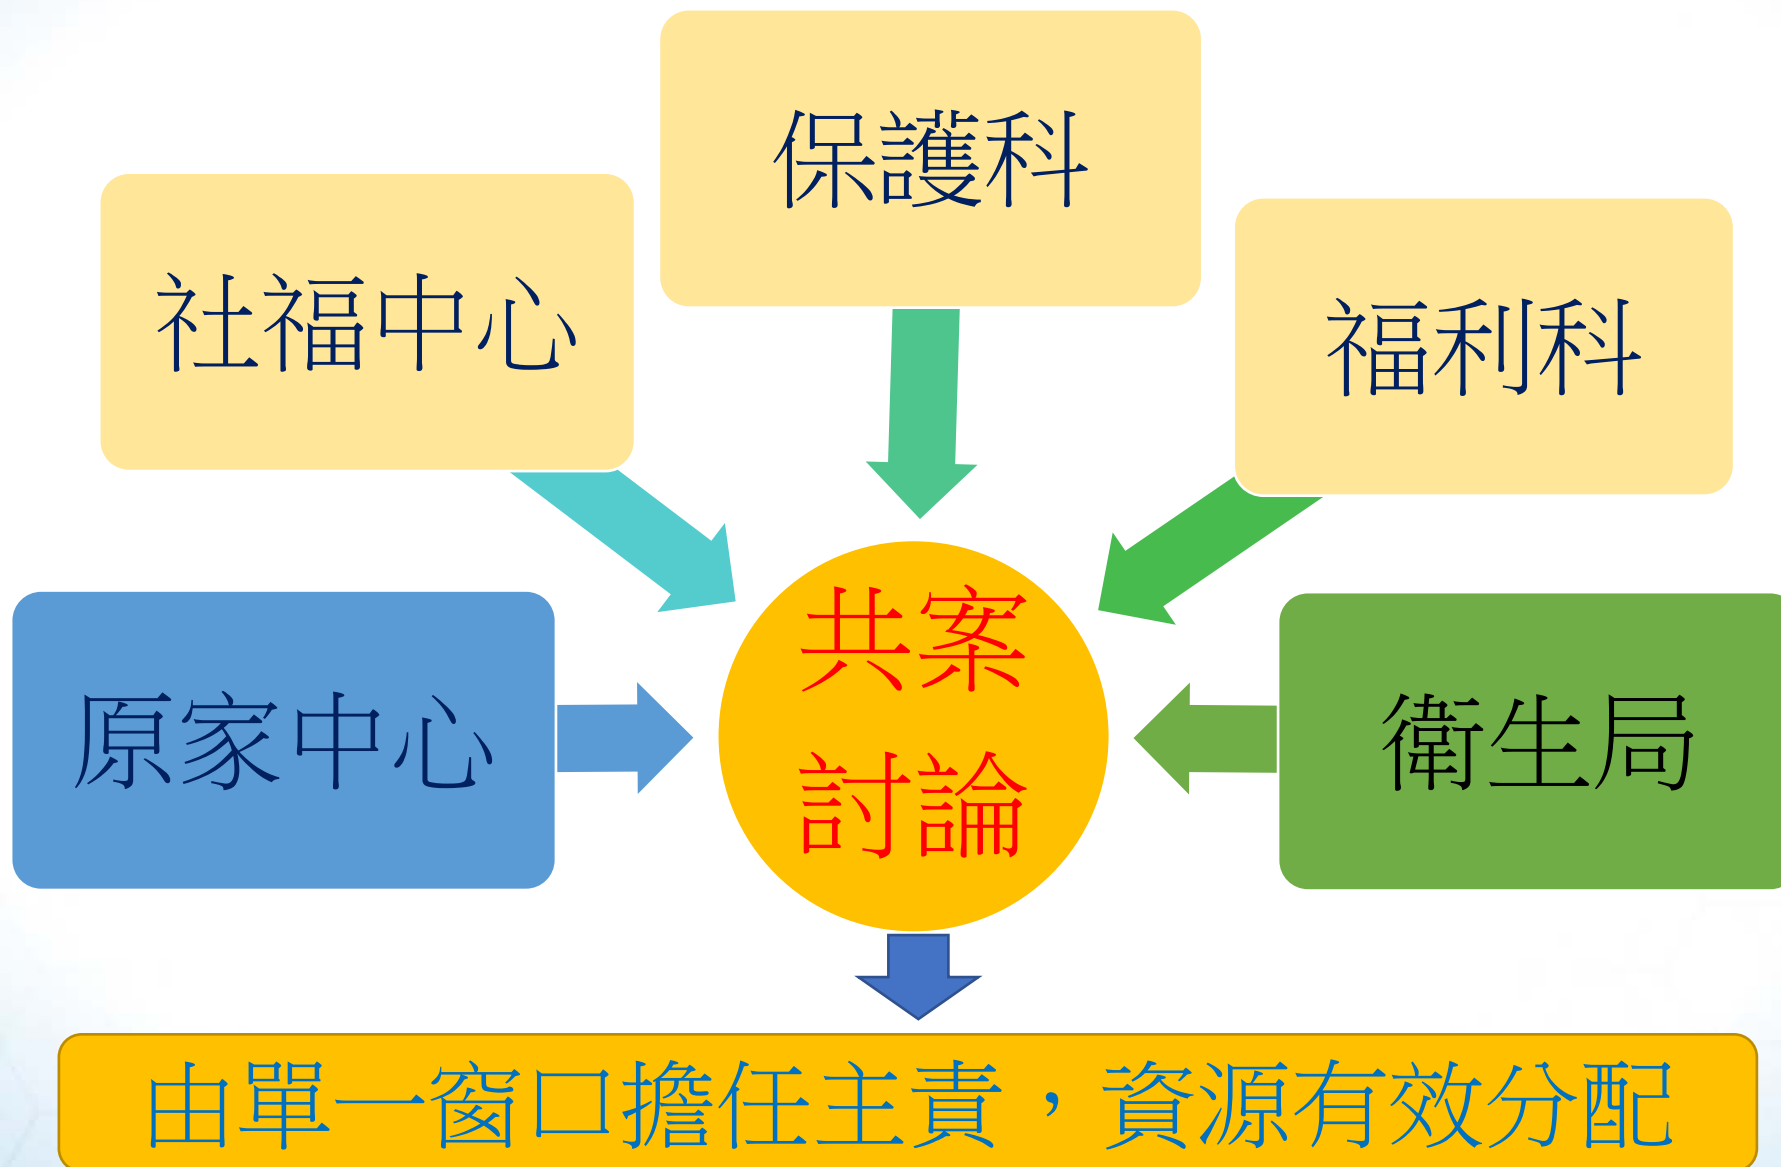 保護科
社福中心
福利科
原家中心
共案
討論
衛生局
由單一窗口擔任主責，資源有效分配